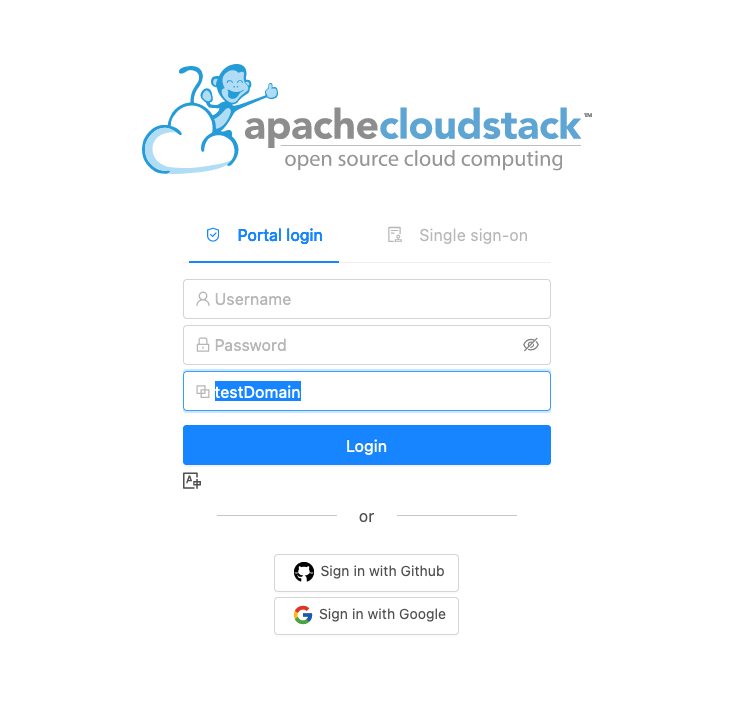 apachecloudstack™
open source cloud computing
Portal login
Single sign-on
Username
Password
testDomain
Login
or
Sign in with Github
Sign in with Google